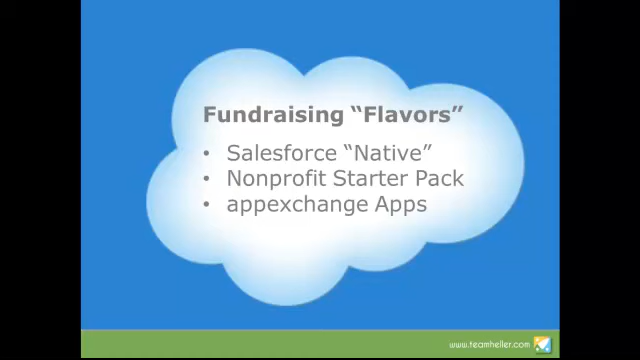 Fundraising “Flavors”
• Salesforce “Native”
• Nonprofit Starter Pack
• appexchange Apps
www.teamheller.com